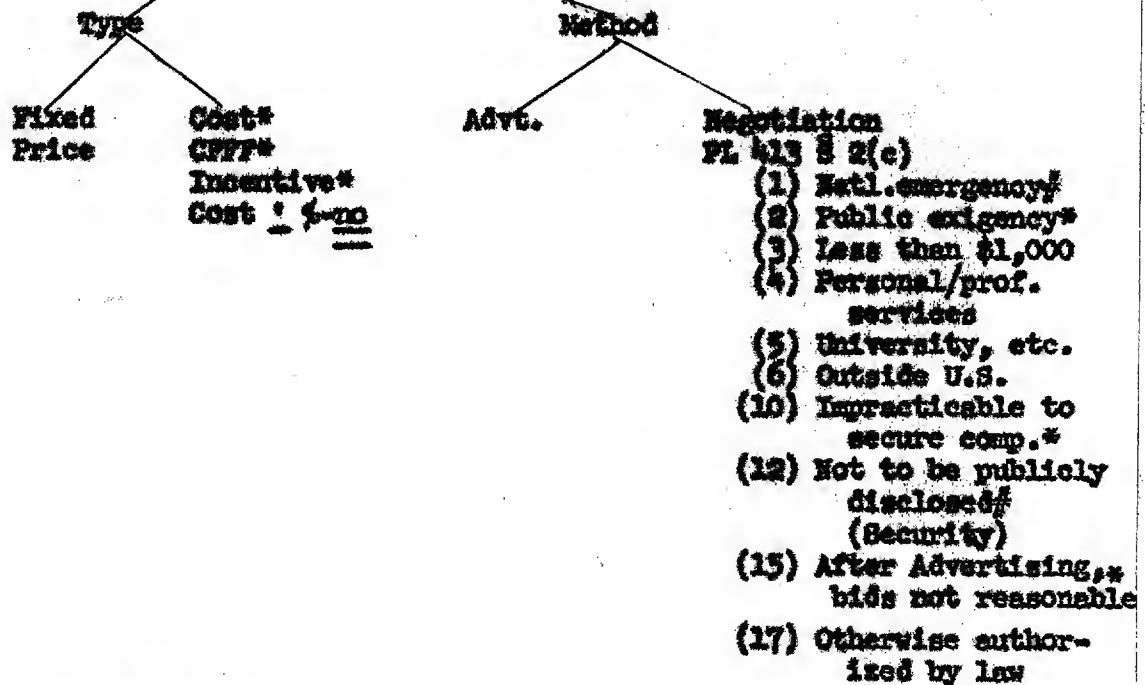 Type
Method
Fixed
Price
Cost*
CPFF*
Incentive*
Cost + %-no
Advt.
Negotiation
PL 413 § 2(c)
(1) Natl.emergency#
(2) Public exigency*
(3) Less than $1,000
(4) Personal/prof.
services
(5) University, etc.
(6) Outside U.S.
(10) Impracticable to
secure comp.*
(12) Not to be publicly
disclosed#
(Security)
(15) After Advertising,*
bids not reasonable
(17) Otherwise author-
ized by law